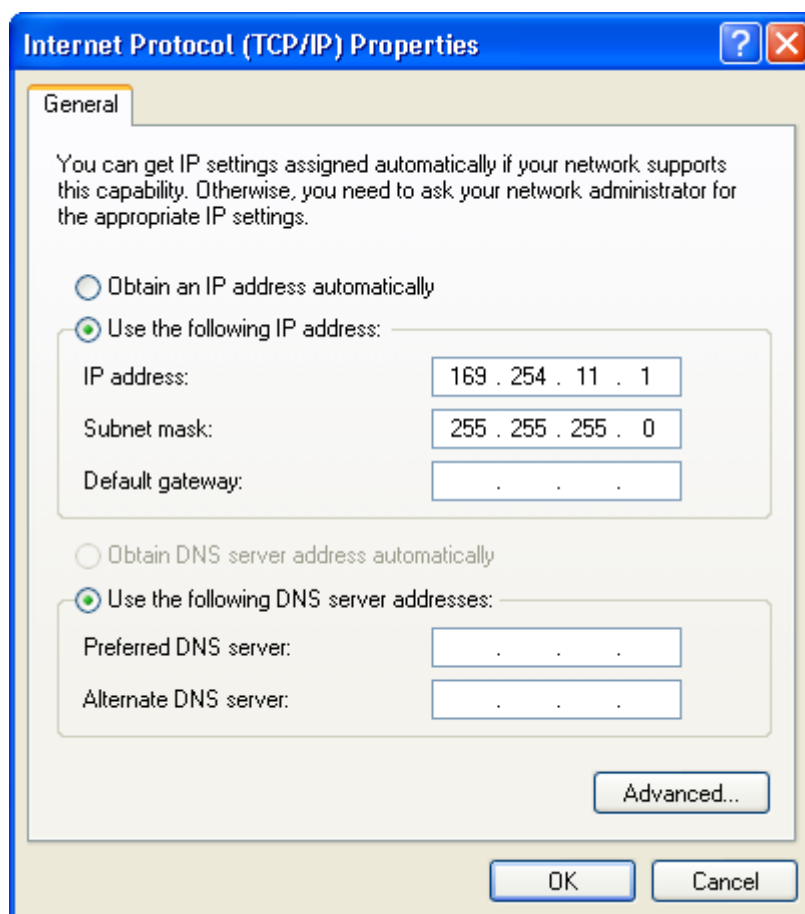 Internet Protocol (TCP/IP) Properties
General
You can get IP settings assigned automatically if your network supports
this capability. Otherwise, you need to ask your network administrator for
the appropriate IP settings.
Obtain an IP address automatically
Use the following IP address:
IP address: 169 . 254 . 11 . 1
Subnet mask: 255 . 255 . 255 . 0
Default gateway: . . .
Obtain DNS server address automatically
Use the following DNS server addresses:
Preferred DNS server: . . .
Alternate DNS server: . . .
Advanced...
OK Cancel